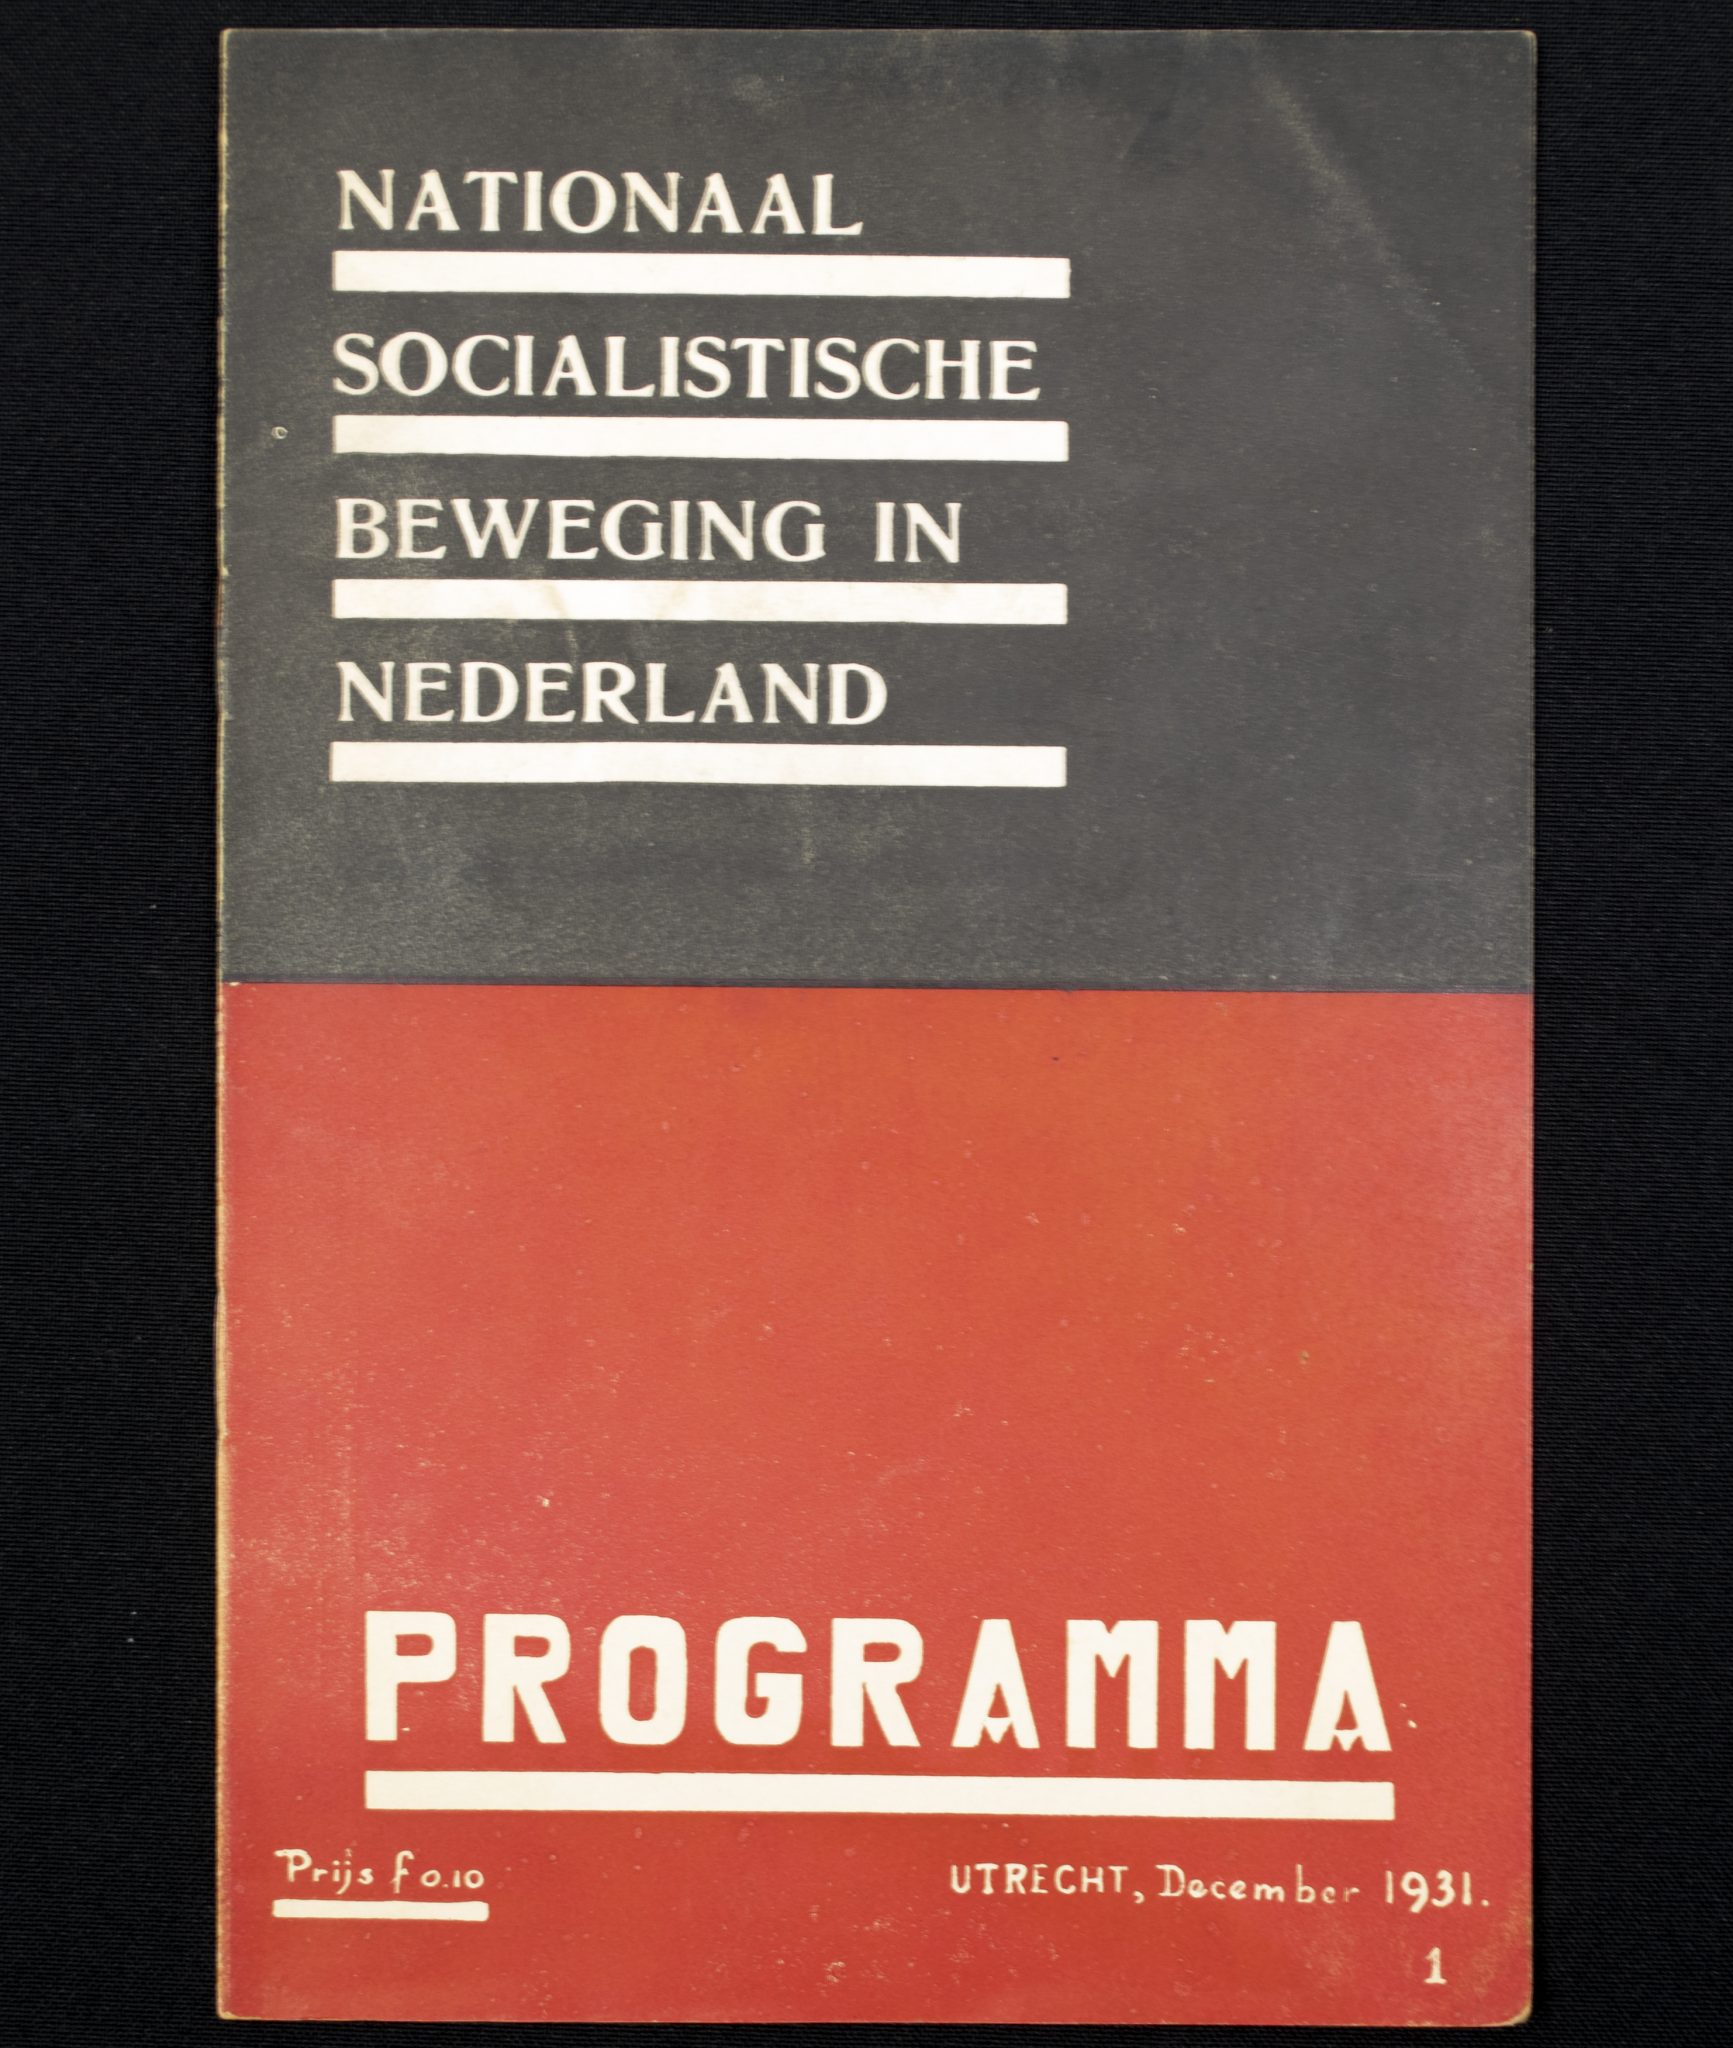 NATIONAAL
SOCIALISTISCHE
BEWEGING IN
NEDERLAND
PROGRAMMA
Prijs f 0.10
UTRECHT, December 1931.
1